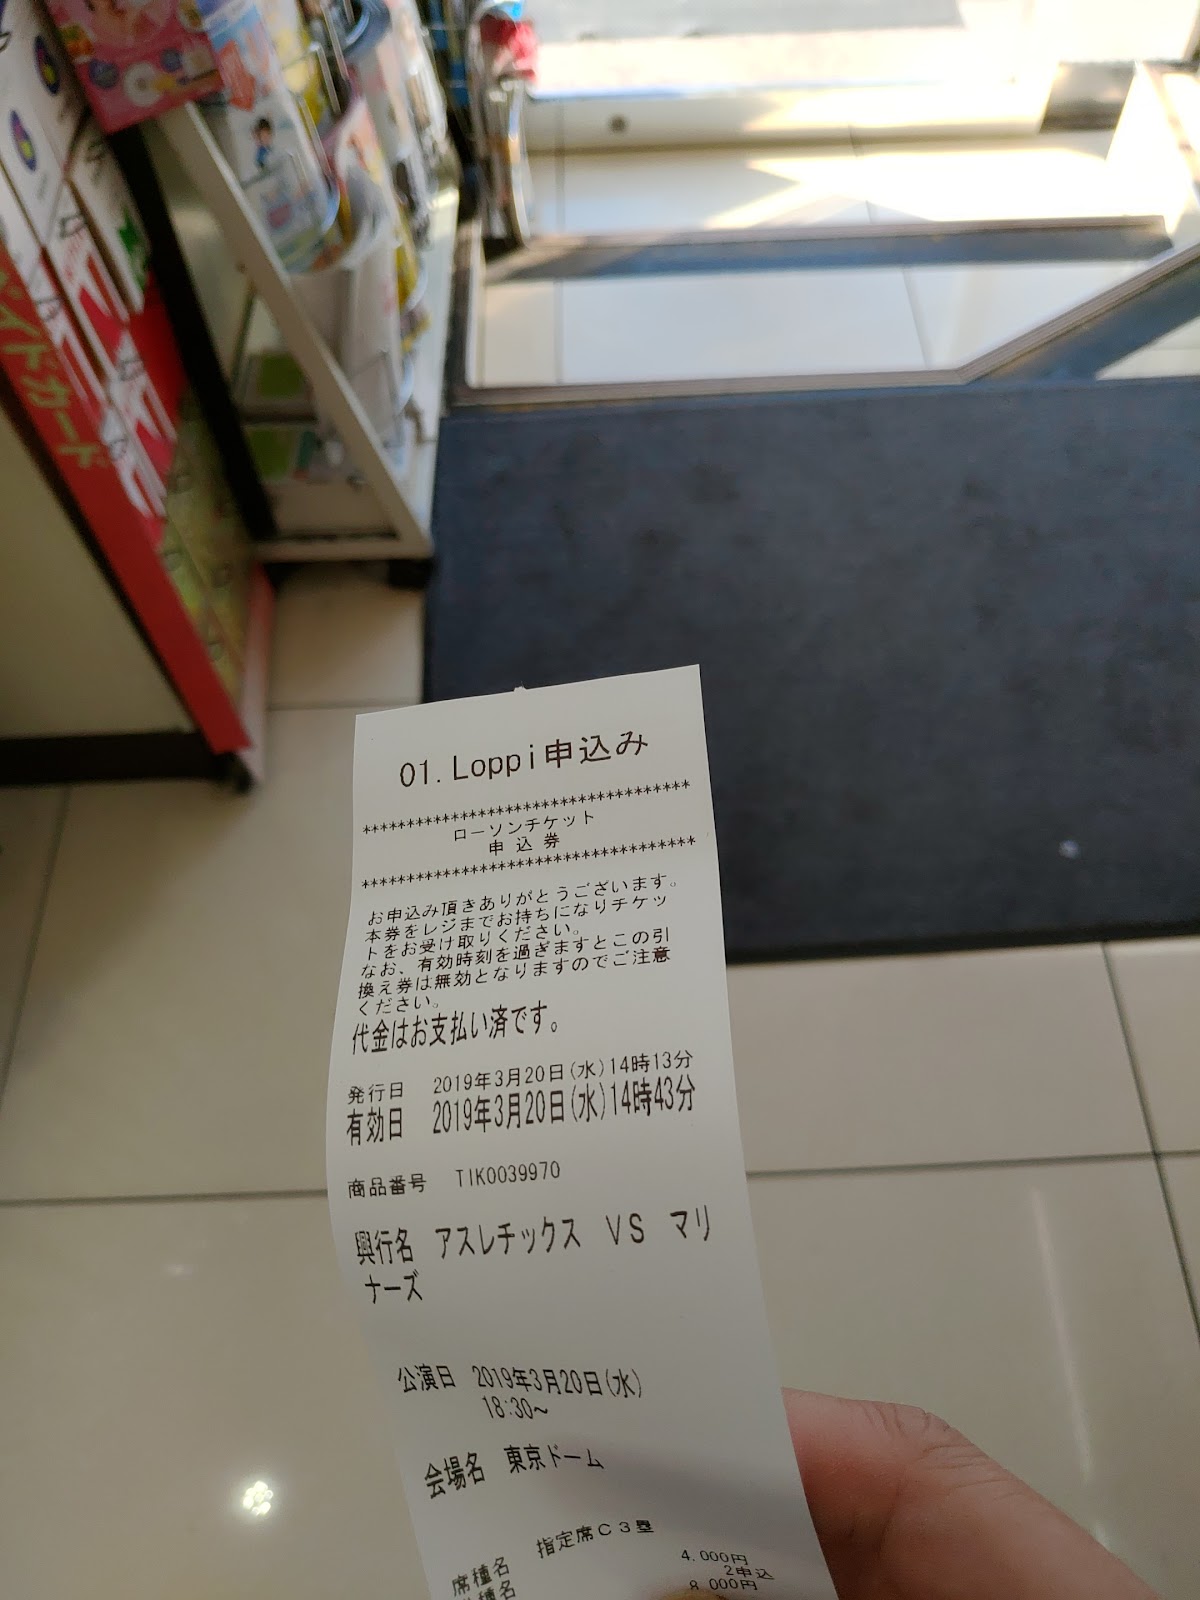 イドカード
01.Loppi申込み
************************************
ローソンチケット
申 込 券
************************************
お申込み頂きありがとうございます。
本券をレジまでお持ちになりチケッ
トをお受け取りください。
なお、有効時刻を過ぎますとこの引
換え券は無効となりますのでご注意
ください。
代金はお支払い済です。
発行日 2019年3月20日(水)14時13分
有効日 2019年3月20日(水)14時43分
商品番号 TIK0039970
興行名 アスレチックス VS マリ
ナーズ
公演日 2019年3月20日(水)
18:30~
会場名 東京ドーム
席種名 指定席C3塁
4,000円
2申込
8,000円